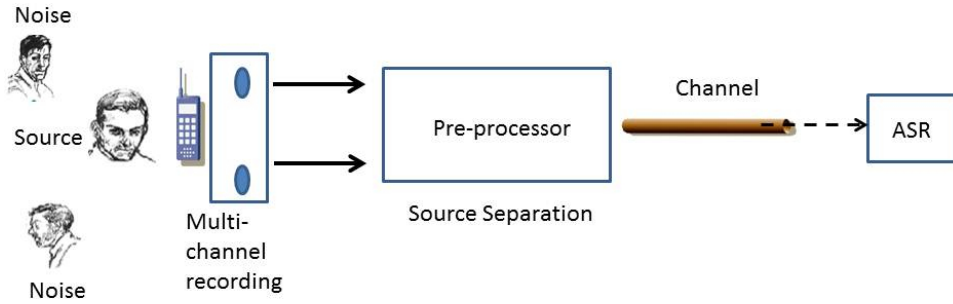 Noise
Source
Noise
Multi-
channel
recording
Pre-processor
Source Separation
Channel
ASR